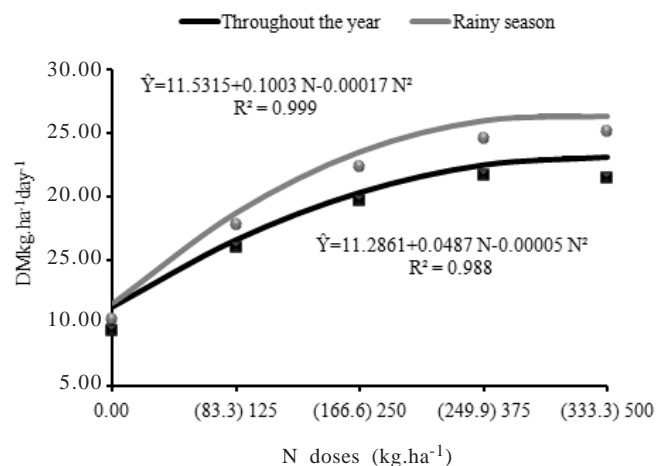 Throughout the year Rainy season
30.00
Ŷ=11.5315+0.1003 N-0.00017 N²
R² = 0.999
25.00
20.00
DMkg.ha-1day-1
25.00
Ŷ=11.2861+0.0487 N-0.00005 N²
R² = 0.988
10.00
5.00
0.00 (83.3) 125 (166.6) 250 (249.9) 375 (333.3) 500
N doses (kg.ha-1)